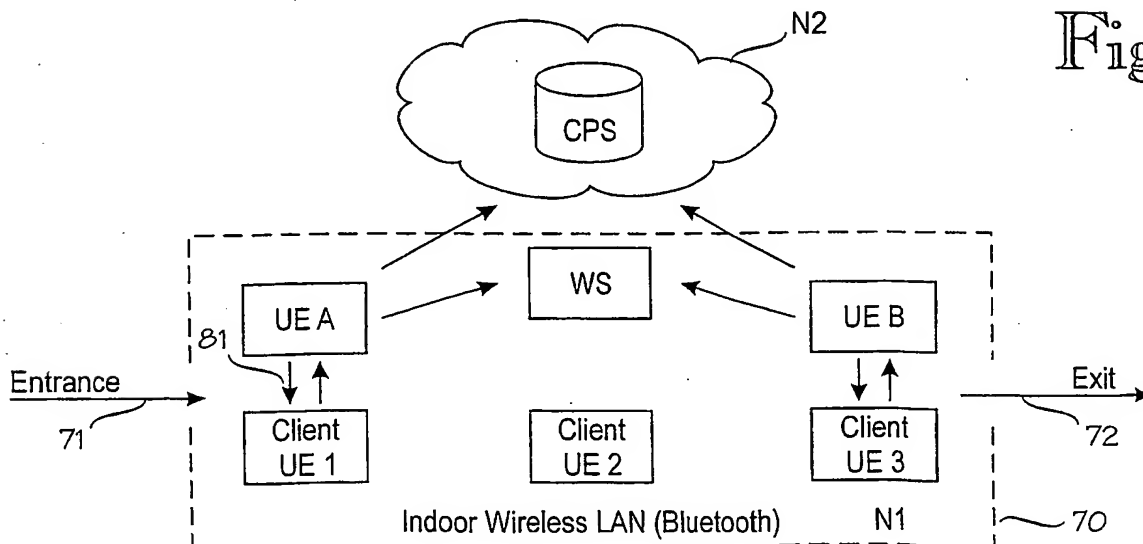 Fig
N2
CPS
WS
UE A
UE B
81
Entrance
Exit
71
72
Client
UE 1
Client
UE 2
Client
UE 3
Indoor Wireless LAN (Bluetooth)
N1
70